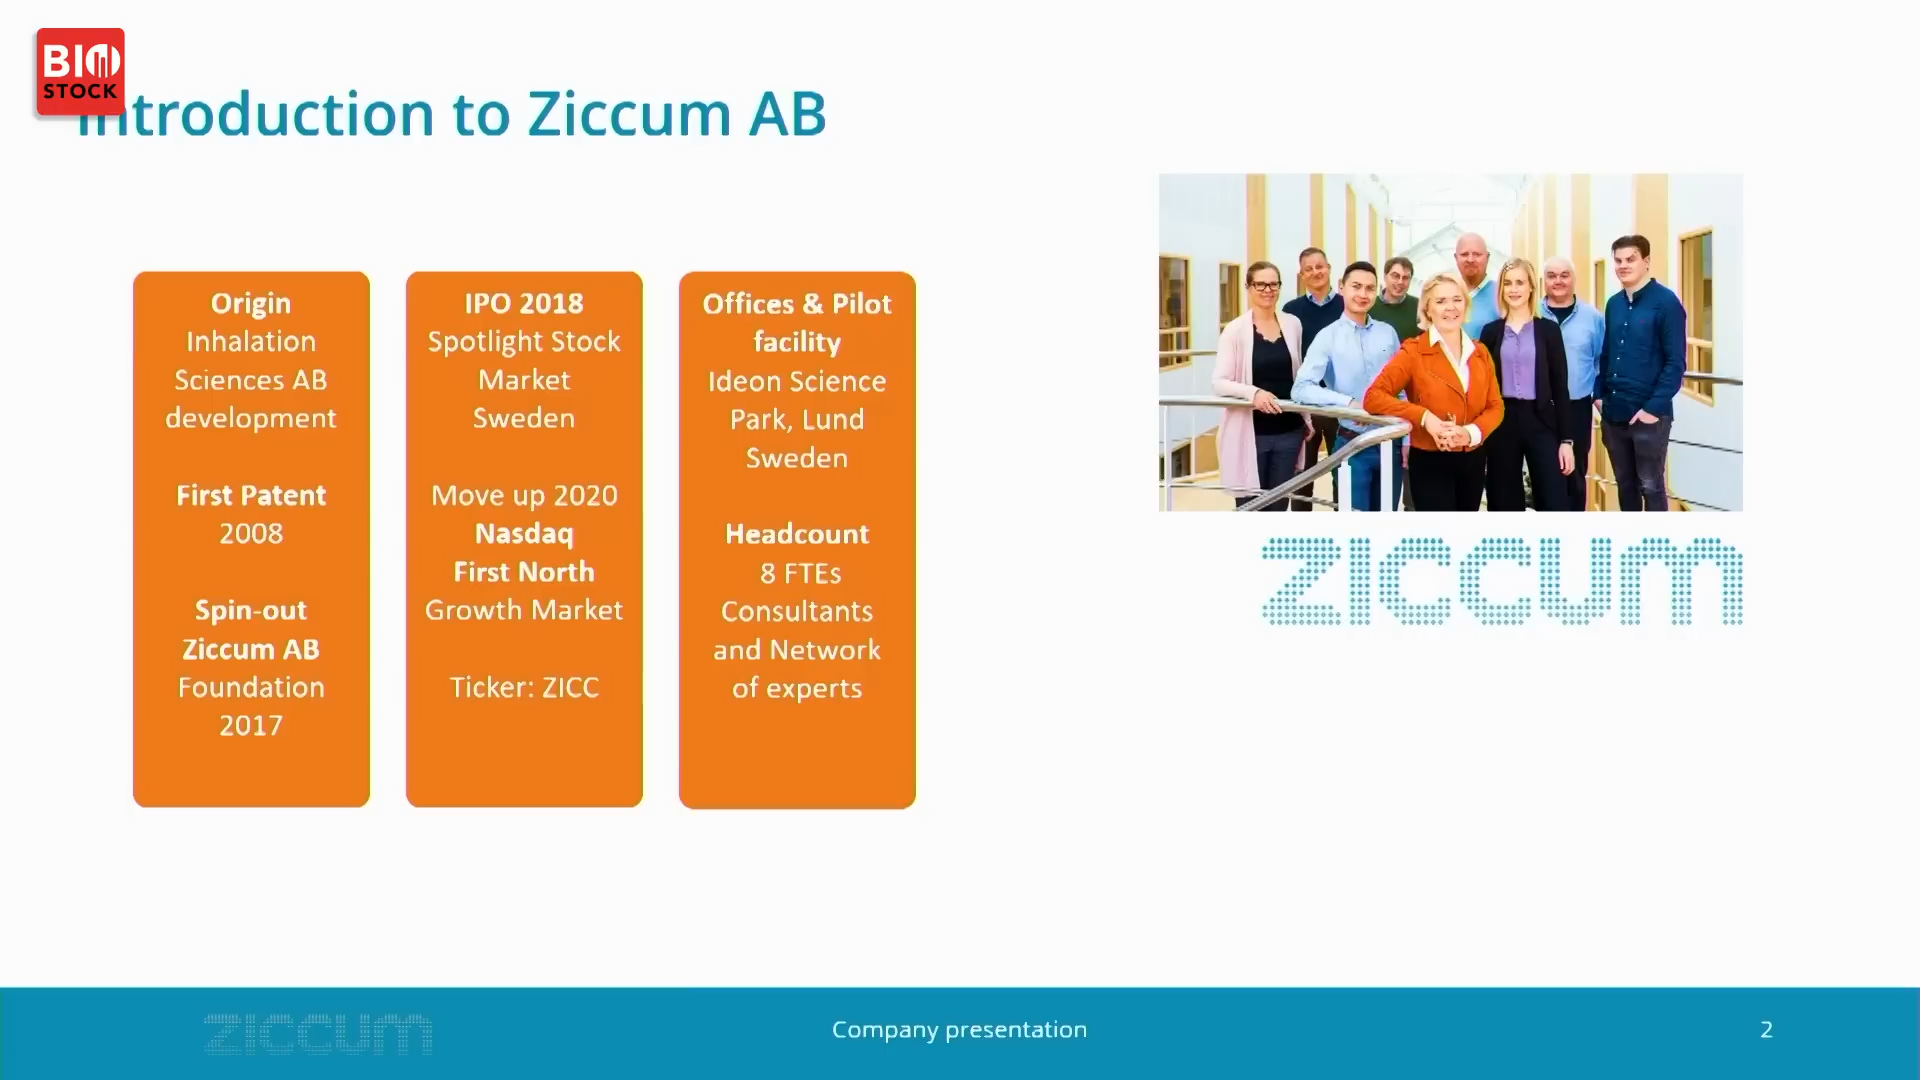 BIO
STOCK
Introduction to Ziccum AB
Origin
Inhalation
Sciences AB
development
First Patent
2008
Spin-out
Ziccum AB
Foundation
2017
IPO 2018
Spotlight Stock
Market
Sweden
Move up 2020
Nasdaq
First North
Growth Market
Ticker: ZICC
Offices & Pilot
facility
Ideon Science
Park, Lund
Sweden
Headcount
8 FTEs
Consultants
and Network
of experts
ziccum
ziccum
Company presentation
2